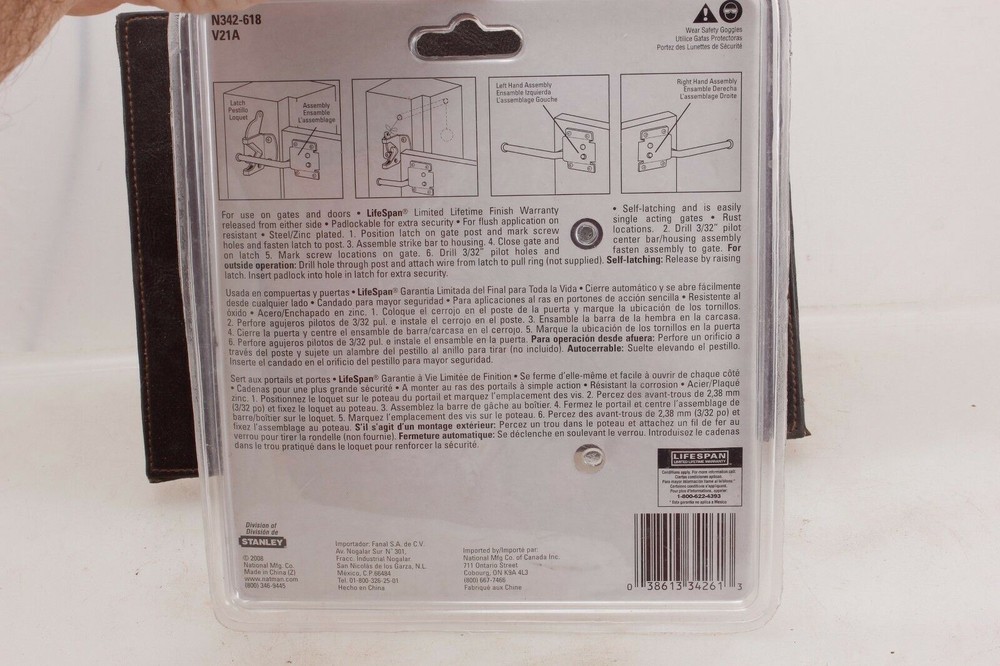 N342-618
V21A
Wear Safety Goggles
Utilice Gafas Protectoras
Portez des Lunettes de Sécurité
Latch
Pestillo
Loquet
Assembly
Ensamble
L'assemblage
Left Hand Assembly
Ensamble Izquierda
L'assemblage Gouche
Right Hand Assembly
Ensamble Derecha
L'assemblage Droite
For use on gates and doors • LifeSpan® Limited Lifetime Finish Warranty
released from either side • Padlockable for extra security • For flush application on
resistant • Steel/Zinc plated. 1. Position latch on gate post and mark screw
holes and fasten latch to post. 3. Assemble strike bar to housing. 4. Close gate and
on latch 5. Mark screw locations on gate. 6. Drill 3/32" pilot holes and
• Self-latching and is easily
single acting gates • Rust
locations. 2. Drill 3/32" pilot
center bar/housing assembly
fasten assembly to gate. For
outside operation: Drill hole through post and attach wire from latch to pull ring (not supplied). Self-latching: Release by raising
latch. Insert padlock into hole in latch for extra security.
Usada en compuertas y puertas • LifeSpan® Garantia Limitada del Final para Toda la Vida • Cierre automático y se abre fácilmente
desde cualquier lado • Candado para mayor seguridad • Para aplicaciones al ras en portones de acción sencilla • Resistente al
óxido • Acero/Enchapado en zinc. 1. Coloque el cerrojo en el poste de la puerta y marque la ubicación de los tornillos.
2. Perfore agujeros pilotos de 3/32 pul. e instale el cerrojo en el poste. 3. Ensamble la barra de la hembra en la carcasa.
4. Cierre la puerta y centre el ensamble de barra/carcasa en el cerrojo. 5. Marque la ubicación de los tornillos en la puerta
6. Perfore agujeros pilotos de 3/32 pul. e instale el ensamble en la puerta. Para operación desde afuera: Perfore un orificio a
través del poste y sujete un alambre del pestillo al anillo para tirar (no incluido). Autocerrable: Suelte elevando el pestillo.
Inserte el candado en el orificio del pestillo para mayor seguridad.
Sert aux portails et portes • LifeSpan® Garantie à Vie Limitée de Finition • Se ferme d'elle-même et facile à ouvrir de chaque côté
• Cadenas pour une plus grande sécurité • A monter au ras des portails à simple action • Résistant la corrosion • Acier/Plaqué
zinc. 1. Positionnez le loquet sur le poteau du portail et marquez l'emplacement des vis. 2. Percez des avant-trous de 2,38 mm
(3/32 po) et fixez le loquet au poteau. 3. Assemblez la barre de gâche au boîtier. 4. Fermez le portail et centre l'assemblage de
barre/boîtier sur le loquet. 5. Marquez l'emplacement des vis sur le poteau. 6. Percez des avant-trous de 2,38 mm (3/32 po) et
fixez l'assemblage au poteau. S'il s'agit d'un montage extérieur: Percez un trou dans le poteau et attachez un fil de fer au
verrou pour tirer la rondelle (non fournie). Fermeture automatique: Se déclenche en soulevant le verrou. Introduisez le cadenas
dans le trou pratiqué dans le loquet pour renforcer la sécurité.
LIFESPAN
LIMITED LIFETIME WARRANTY
Conditions apply. For more information call.
1-800-622-4393
Division of
División de
STANLEY
© 2008
National Mfg. Co.
Made in China (Z)
www.natman.com
(800) 346-9445
Importador: Fanal S.A. de C.V.
Av. Nogalar Sur N° 301,
Fracc. Industrial Nogalar
San Nicolás de los Garza, N.L.
México, C.P. 66484
Tel. 01-800-326-25-01
Hecho en China
Imported by/Importé par:
National Mfg Co. of Canada Inc.
711 Ontario Street
Cobourg, ON K9A 4L3
(800) 667-7466
Fabriqué aux Chine
0 38613 34261 3